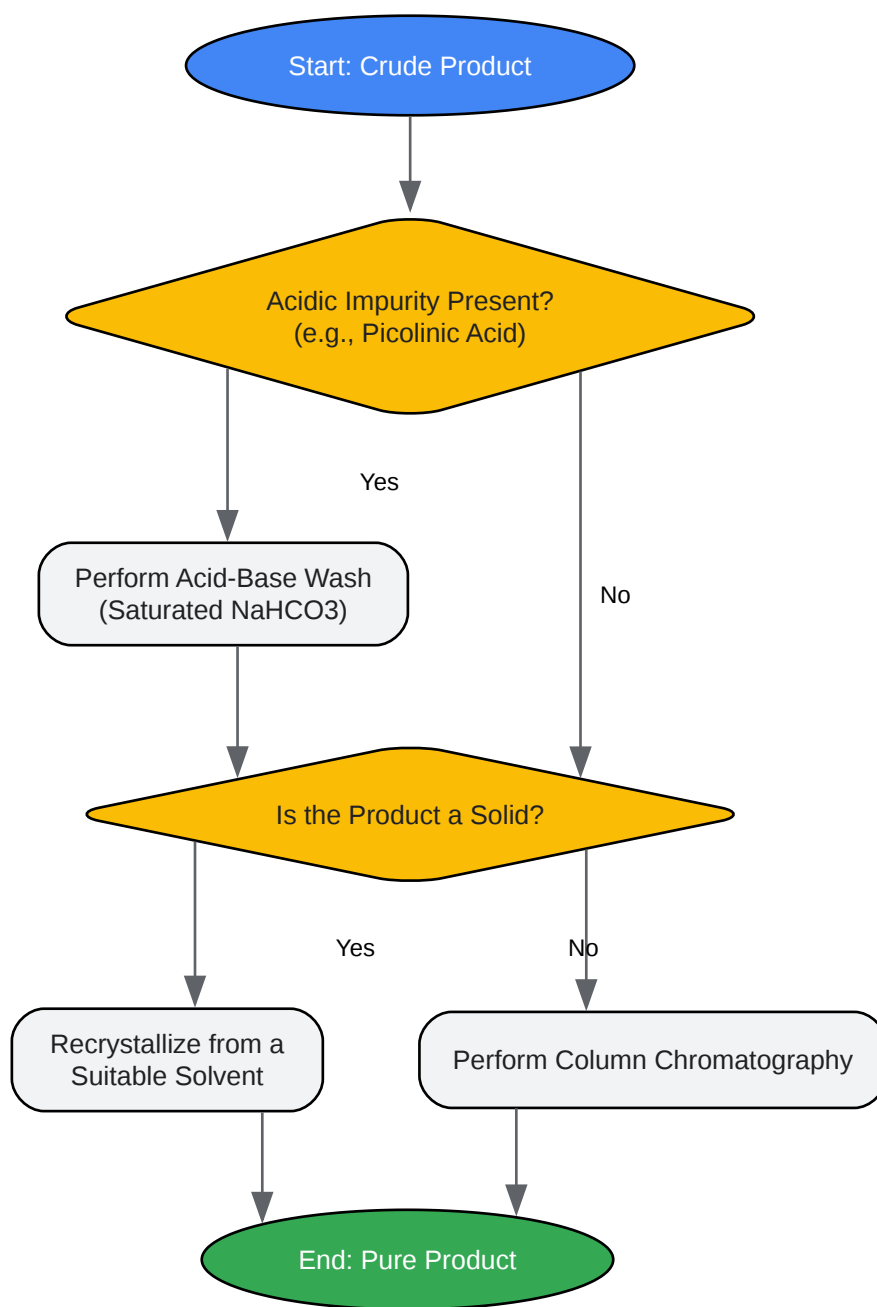 Start: Crude Product
Acidic Impurity Present?
(e.g., Picolinic Acid)
Yes
Perform Acid-Base Wash
(Saturated NaHCO3)
No
Is the Product a Solid?
Yes
No
Recrystallize from a
Suitable Solvent
Perform Column Chromatography
End: Pure Product